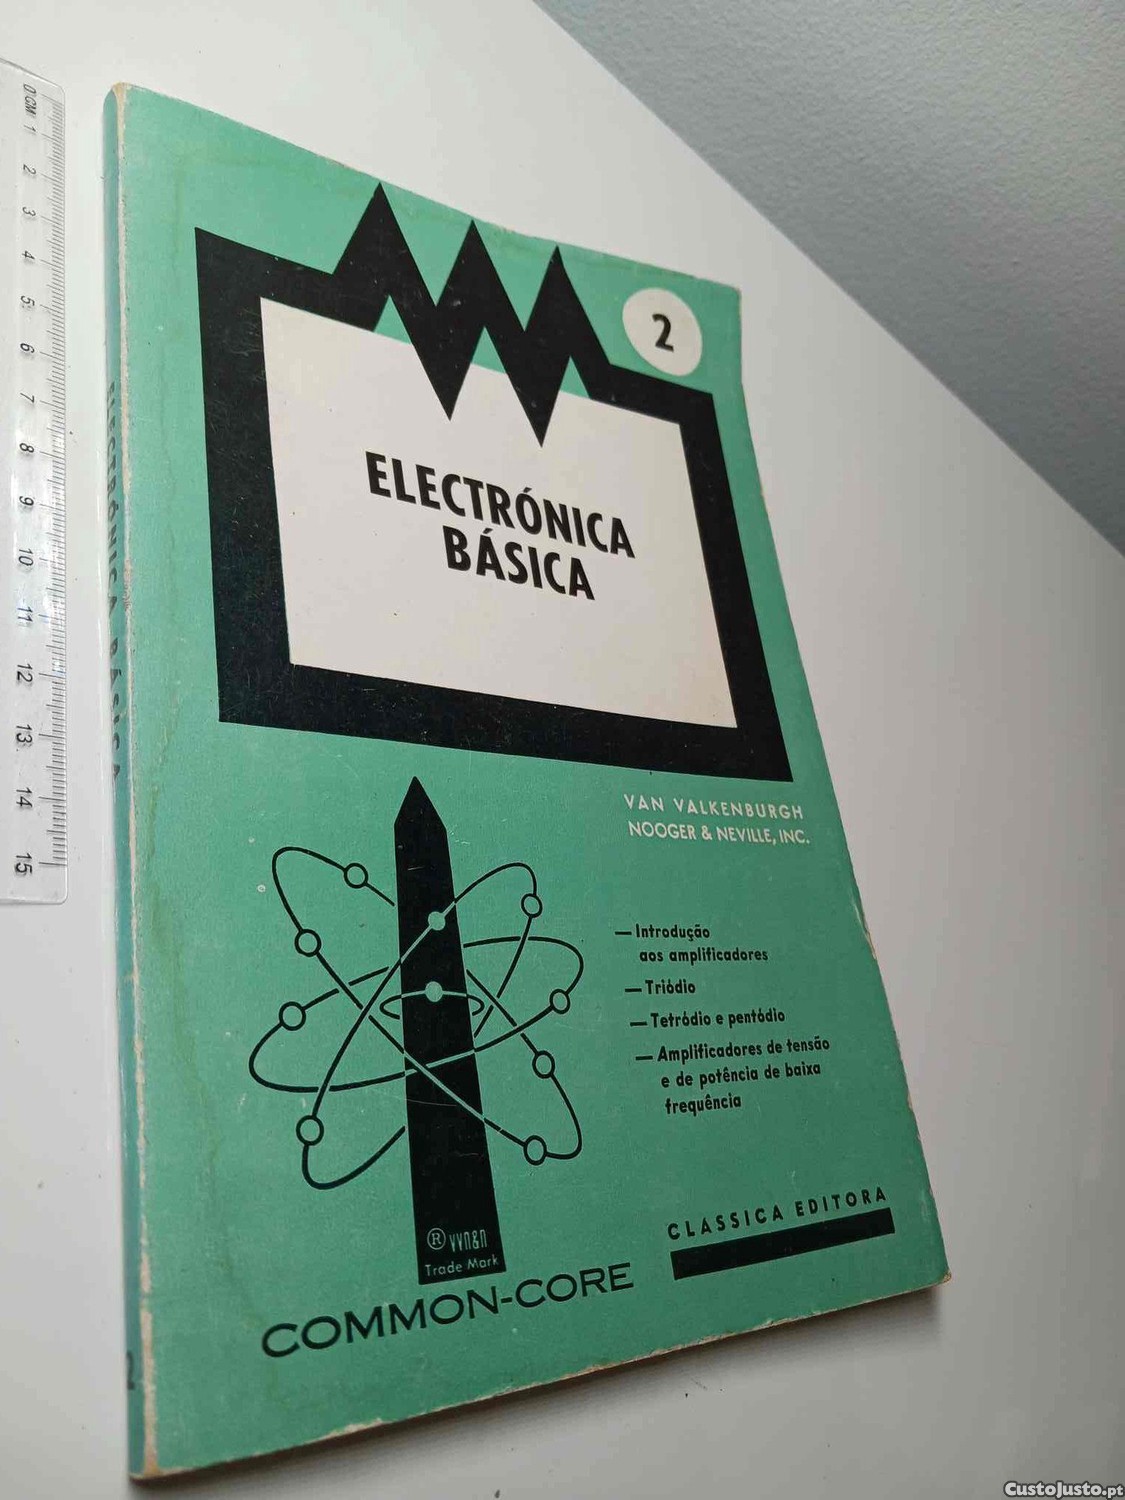 0CM 1 2 3 4 5 6 7 8 9 10 11 12 13 14 15
ELECTRÓNICA BÁSICA
2
2
ELECTRÓNICA
BÁSICA
VAN VALKENBURGH
NOOGER & NEVILLE, INC.
— Introdução
aos amplificadores
— Triódio
— Tetródio e pentódio
— Amplificadores de tensão
e de potência de baixa
frequência
® VVN&N
Trade Mark
COMMON-CORE
CLASSICA EDITORA
CustoJusto.pt